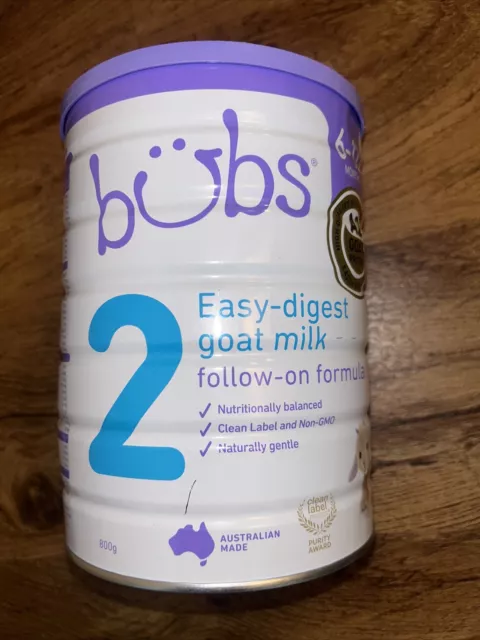 bubs®
2
Easy-digest
goat milk
follow-on formula
✓ Nutritionally balanced
✓ Clean Label and Non-GMO
✓ Naturally gentle
800g
AUSTRALIAN
MADE
clean
label
PURITY
AWARD